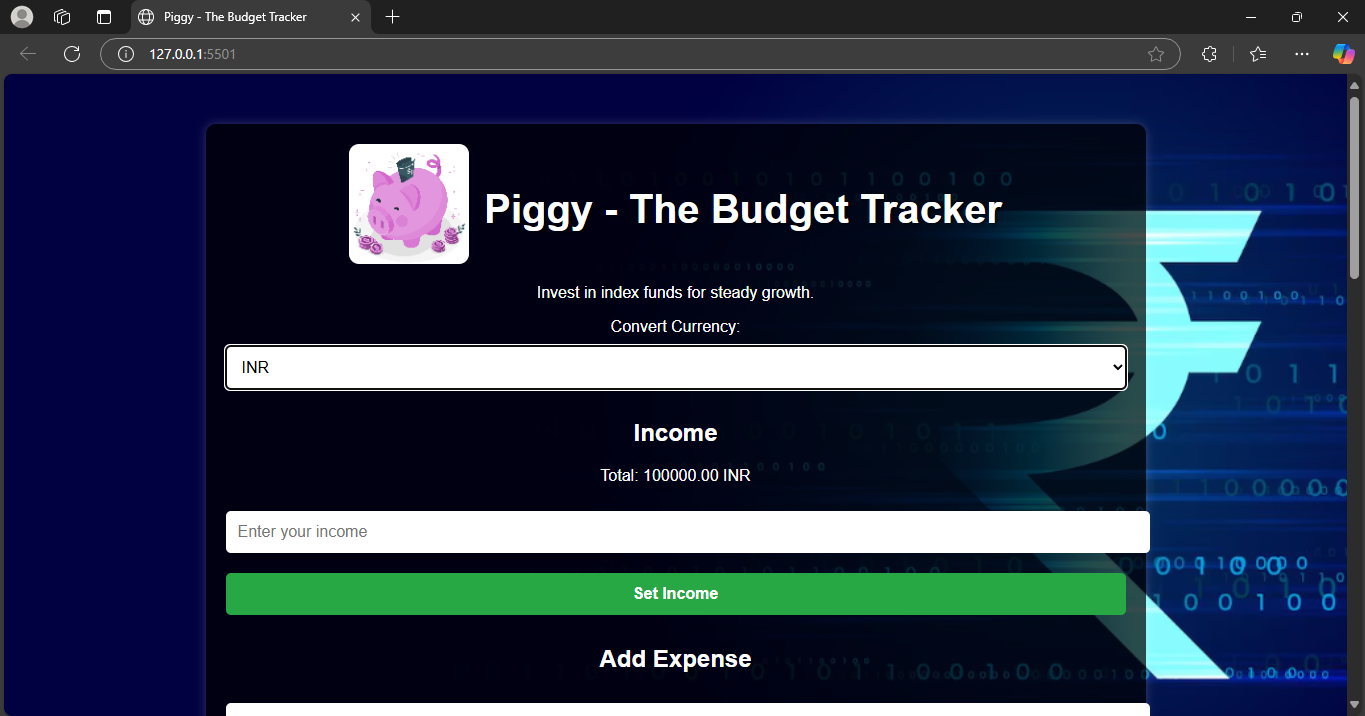 Piggy - The Budget Tracker
127.0.0.1:5501
Piggy - The Budget Tracker
Invest in index funds for steady growth.
Convert Currency:
INR
Income
Total: 100000.00 INR
Enter your income
Set Income
Add Expense